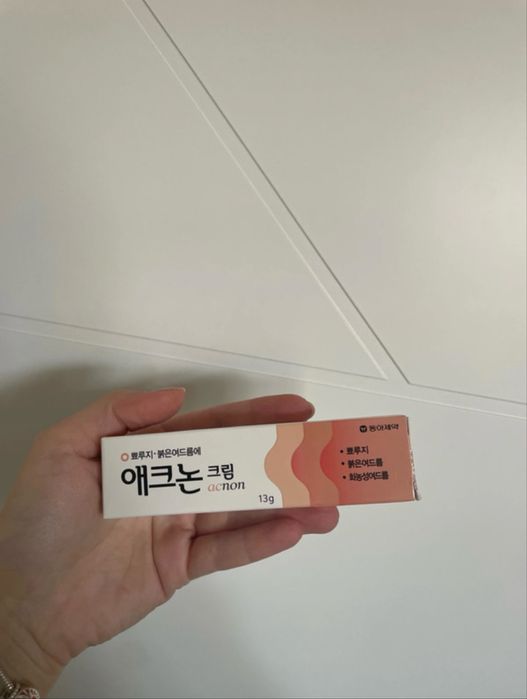 뾰루지·붉은여드름에
애크논 크림
acnon
13g
동아제약
• 뾰루지
• 붉은여드름
• 화농성여드름